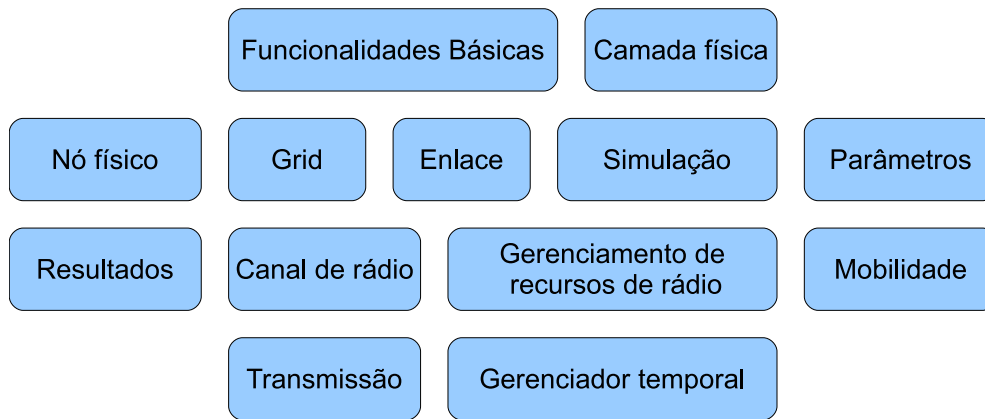 Funcionalidades Básicas
Camada física
Nó físico
Grid
Enlace
Simulação
Parâmetros
Resultados
Canal de rádio
Gerenciamento de
recursos de rádio
Mobilidade
Transmissão
Gerenciador temporal